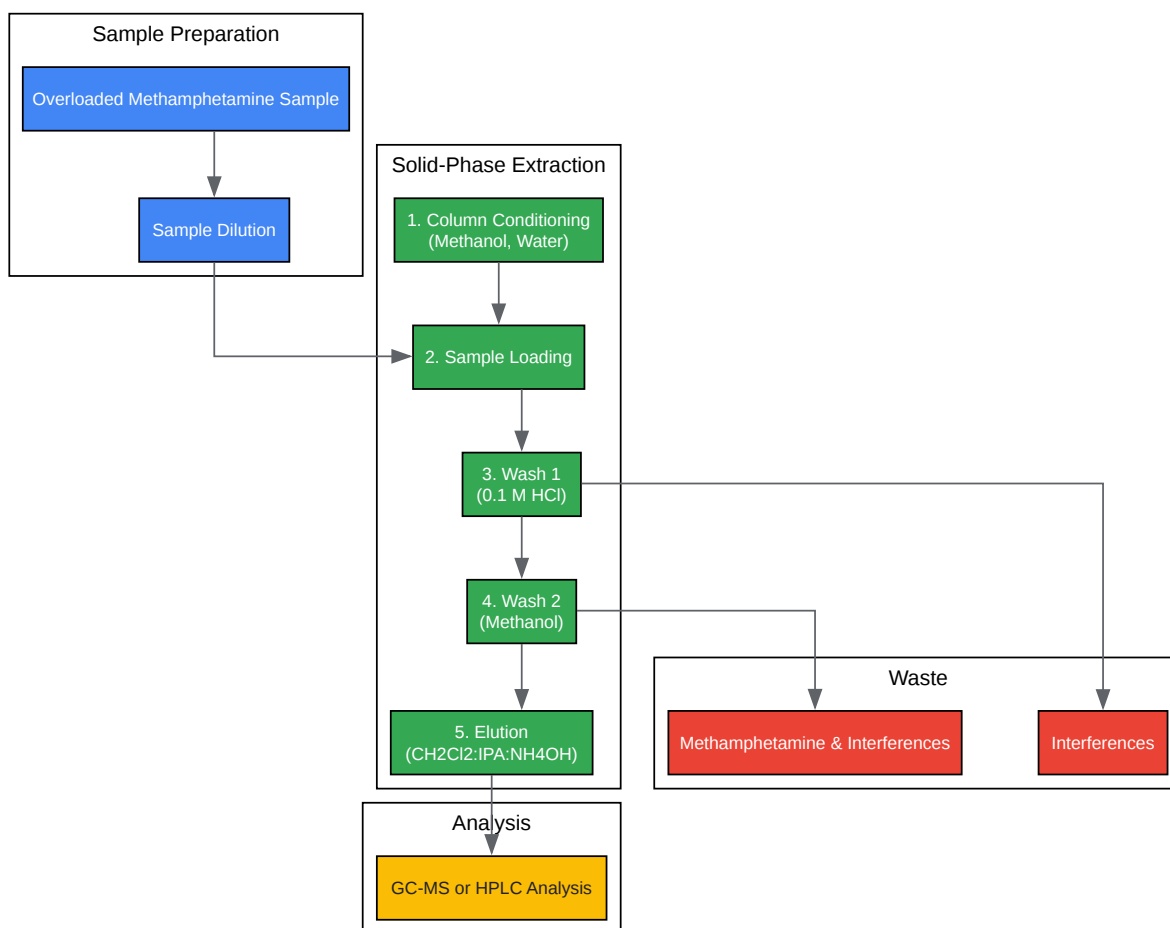 Sample Preparation
Overloaded Methamphetamine Sample
Sample Dilution
Solid-Phase Extraction
1. Column Conditioning
(Methanol, Water)
2. Sample Loading
3. Wash 1
(0.1 M HCl)
4. Wash 2
(Methanol)
5. Elution
(CH2Cl2:IPA:NH4OH)
Waste
Methamphetamine & Interferences
Interferences
Analysis
GC-MS or HPLC Analysis